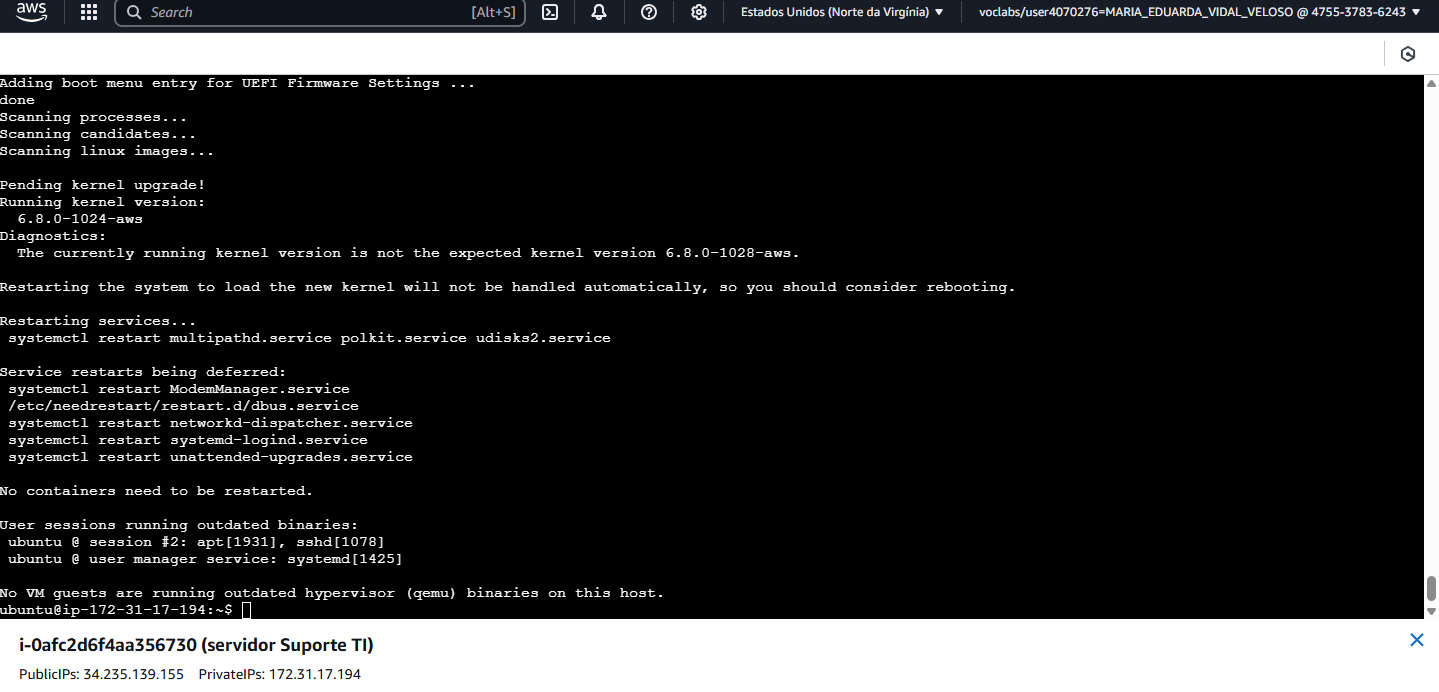 aws
Search [Alt+S] Estados Unidos (Norte da Virgínia) ▼ voclabs/user4070276=MARIA_EDUARDA_VIDAL_VELOSO @ 4755-3783-6243 ▼
Adding boot menu entry for UEFI Firmware Settings ...
done
Scanning processes...
Scanning candidates...
Scanning linux images...
Pending kernel upgrade!
Running kernel version:
6.8.0-1024-aws
Diagnostics:
The currently running kernel version is not the expected kernel version 6.8.0-1028-aws.
Restarting the system to load the new kernel will not be handled automatically, so you should consider rebooting.
Restarting services...
systemctl restart multipathd.service polkit.service udisks2.service
Service restarts being deferred:
systemctl restart ModemManager.service
/etc/needrestart/restart.d/dbus.service
systemctl restart networkd-dispatcher.service
systemctl restart systemd-logind.service
systemctl restart unattended-upgrades.service
No containers need to be restarted.
User sessions running outdated binaries:
ubuntu @ session #2: apt[1931], sshd[1078]
ubuntu @ user manager service: systemd[1425]
No VM guests are running outdated hypervisor (qemu) binaries on this host.
ubuntu@ip-172-31-17-194:~$
i-0afc2d6f4aa356730 (servidor Suporte TI)
PublicIPs: 34.235.139.155 PrivateIPs: 172.31.17.194